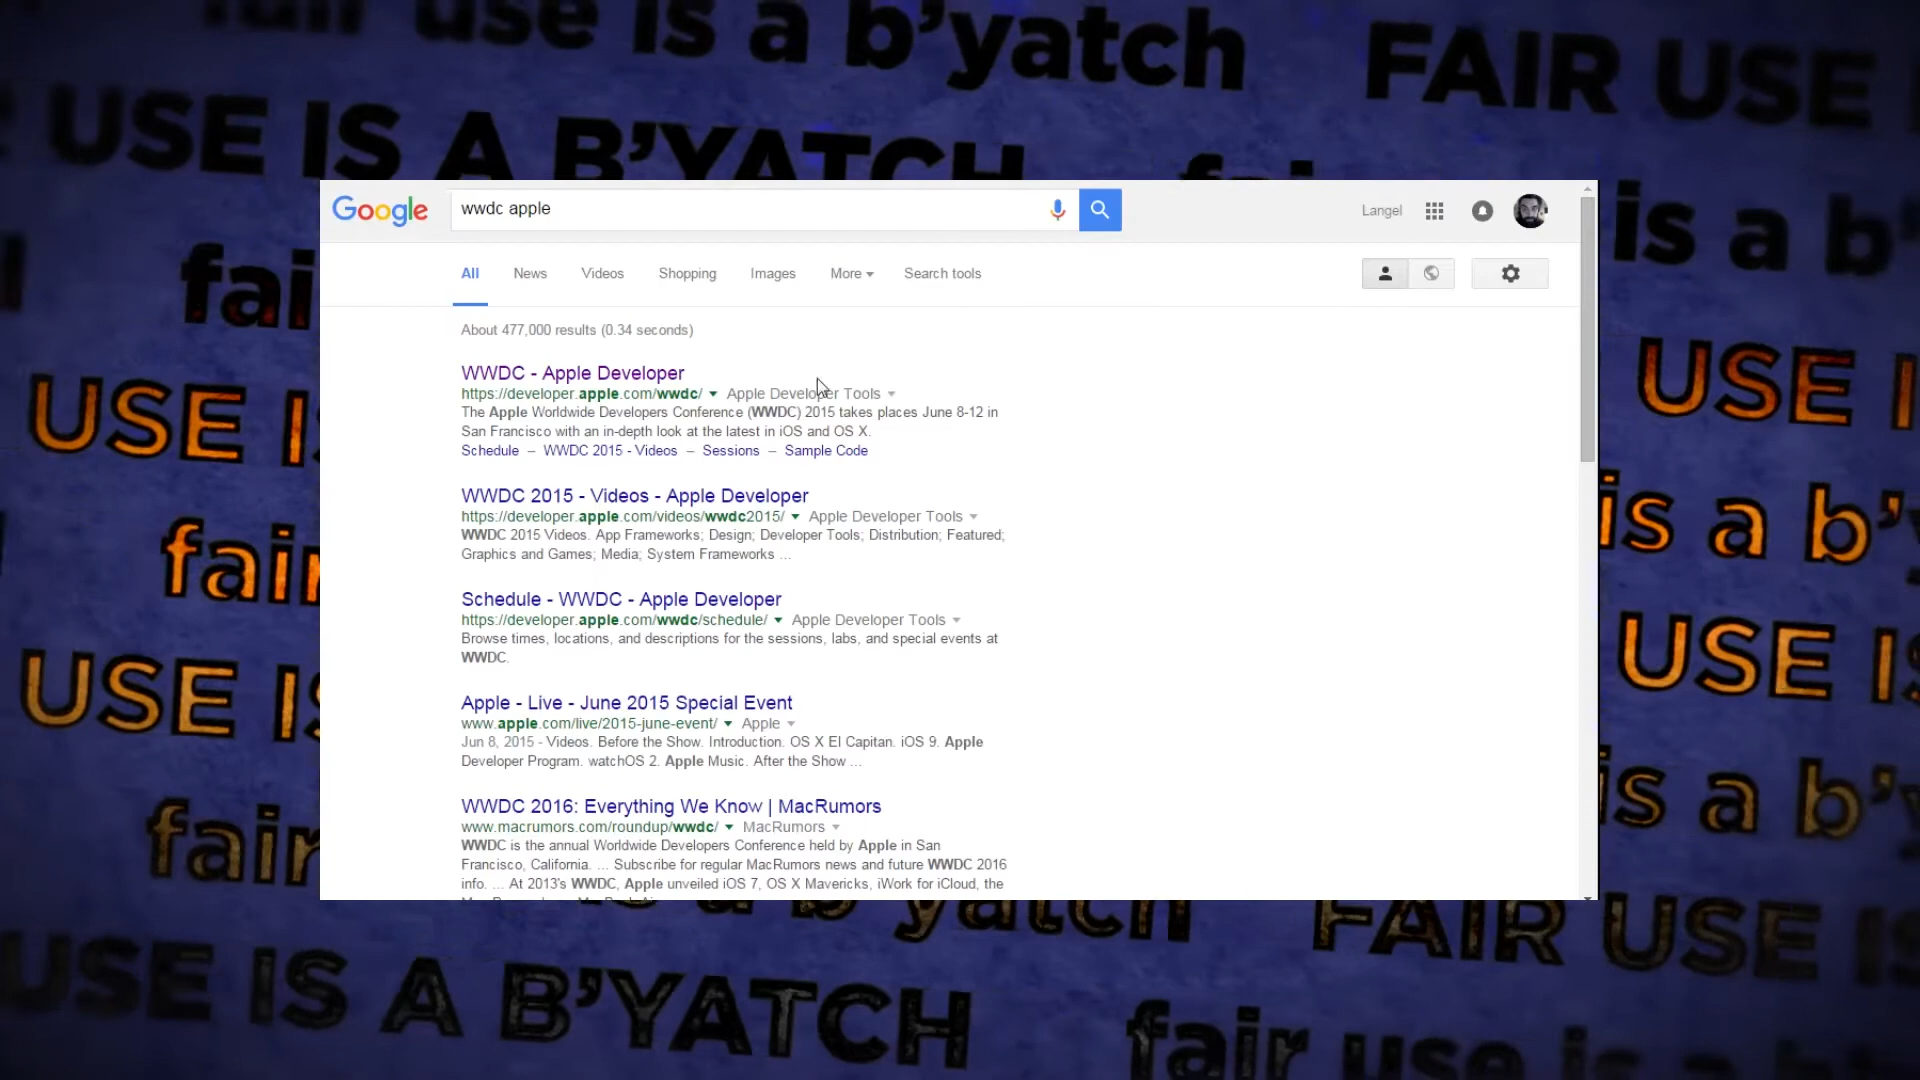 fair use is a b'yatch FAIR USE
USE IS A B'YATCH fair
Google wwdc apple Langel
is a b
fai
All News Videos Shopping Images More Search tools
About 477,000 results (0.34 seconds)
WWDC - Apple Developer
https://developer.apple.com/wwdc/ Apple Developer Tools
The Apple Worldwide Developers Conference (WWDC) 2015 takes places June 8-12 in
San Francisco with an in-depth look at the latest in iOS and OS X.
Schedule – WWDC 2015 - Videos – Sessions – Sample Code
USE IS
USE I
WWDC 2015 - Videos - Apple Developer
https://developer.apple.com/videos/wwdc2015/ Apple Developer Tools
WWDC 2015 Videos. App Frameworks; Design; Developer Tools; Distribution; Featured;
Graphics and Games; Media; System Frameworks ...
fair
is a b'
Schedule - WWDC - Apple Developer
https://developer.apple.com/wwdc/schedule/ Apple Developer Tools
Browse times, locations, and descriptions for the sessions, labs, and special events at
WWDC.
USE IS
USE IS
Apple - Live - June 2015 Special Event
www.apple.com/live/2015-june-event/ Apple
Jun 8, 2015 - Videos. Before the Show. Introduction. OS X El Capitan. iOS 9. Apple
Developer Program. watchOS 2. Apple Music. After the Show ...
WWDC 2016: Everything We Know | MacRumors
www.macrumors.com/roundup/wwdc/ MacRumors
WWDC is the annual Worldwide Developers Conference held by Apple in San
Francisco, California. ... Subscribe for regular MacRumors news and future WWDC 2016
info. ... At 2013's WWDC, Apple unveiled iOS 7, OS X Mavericks, iWork for iCloud, the
fair
is a b'
a b'yatch FAIR USE IS
USE IS A B'YATCH fair use is a